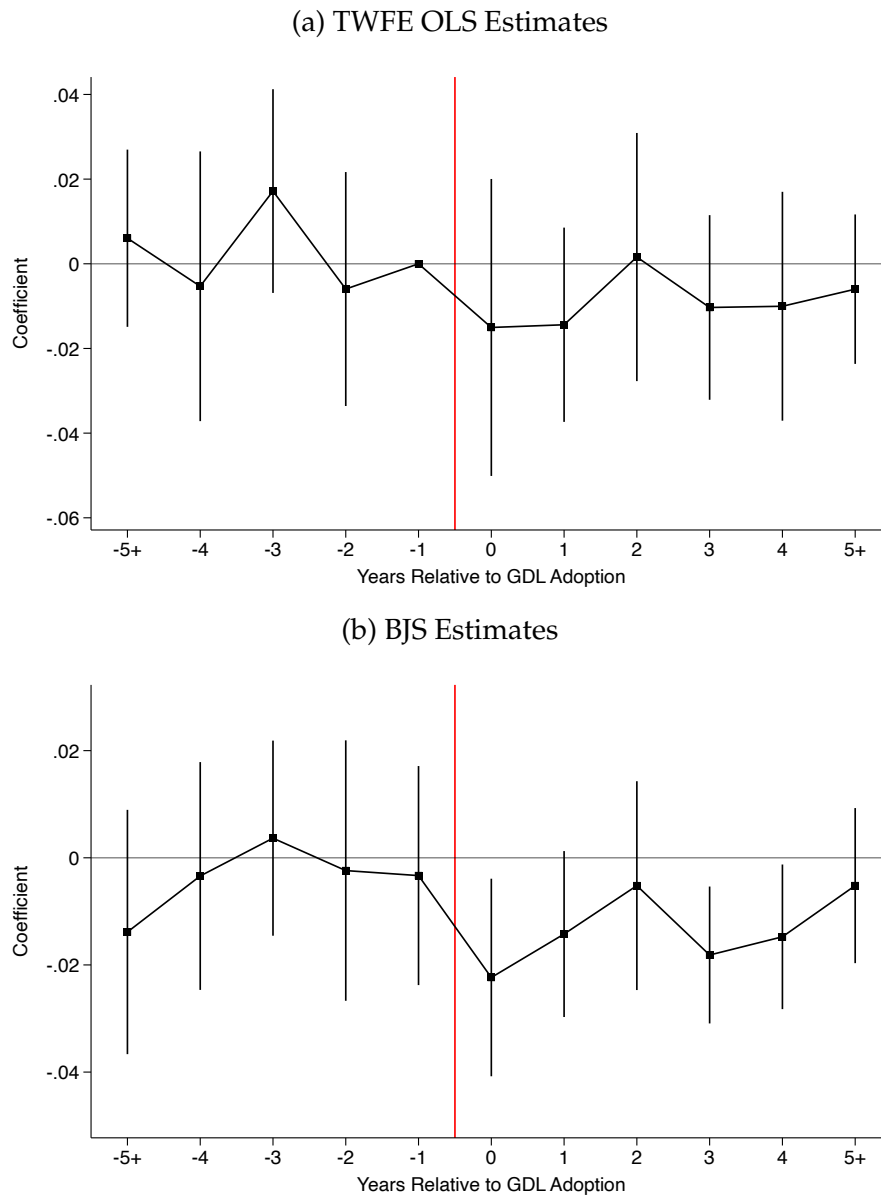 (a) TWFE OLS Estimates
.04
.02
0
-.02
-.04
-.06
Coefficient
-5+ -4 -3 -2 -1 0 1 2 3 4 5+
Years Relative to GDL Adoption
(b) BJS Estimates
.02
0
-.02
-.04
Coefficient
-5+ -4 -3 -2 -1 0 1 2 3 4 5+
Years Relative to GDL Adoption